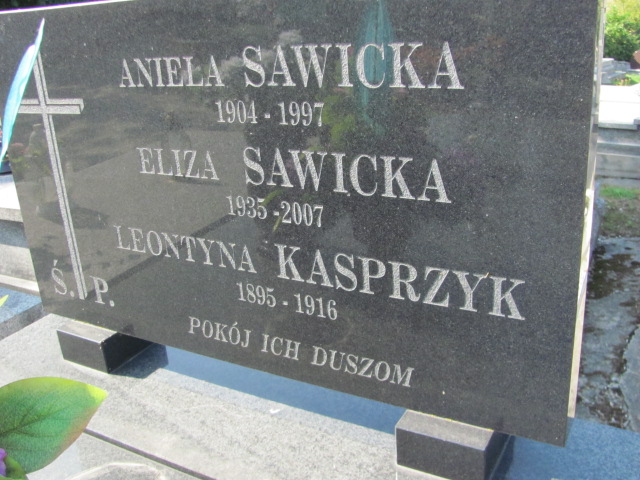 ANIELA SAWICKA
1904 - 1997
ELIZA SAWICKA
1935 - 2007
LEONTYNA KASPRZYK
1895 - 1916
Ś. P.
POKÓJ ICH DUSZOM